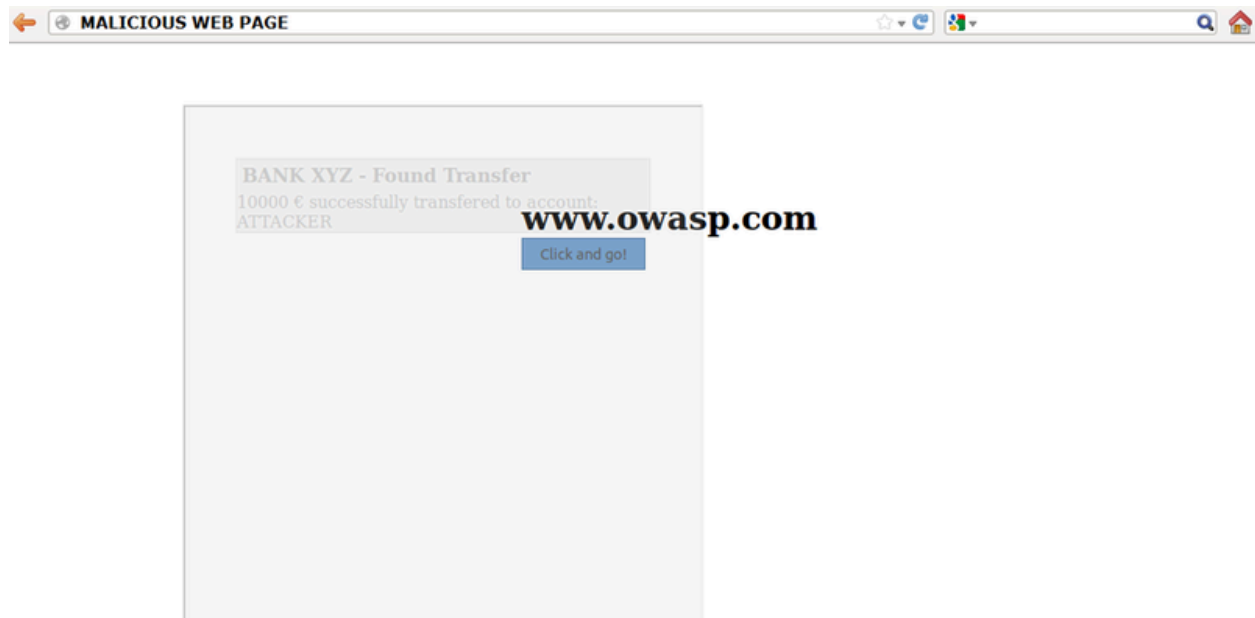 MALICIOUS WEB PAGE
BANK XYZ - Found Transfer
10000 € successfully transfered to account:
ATTACKER
www.owasp.com
Click and go!